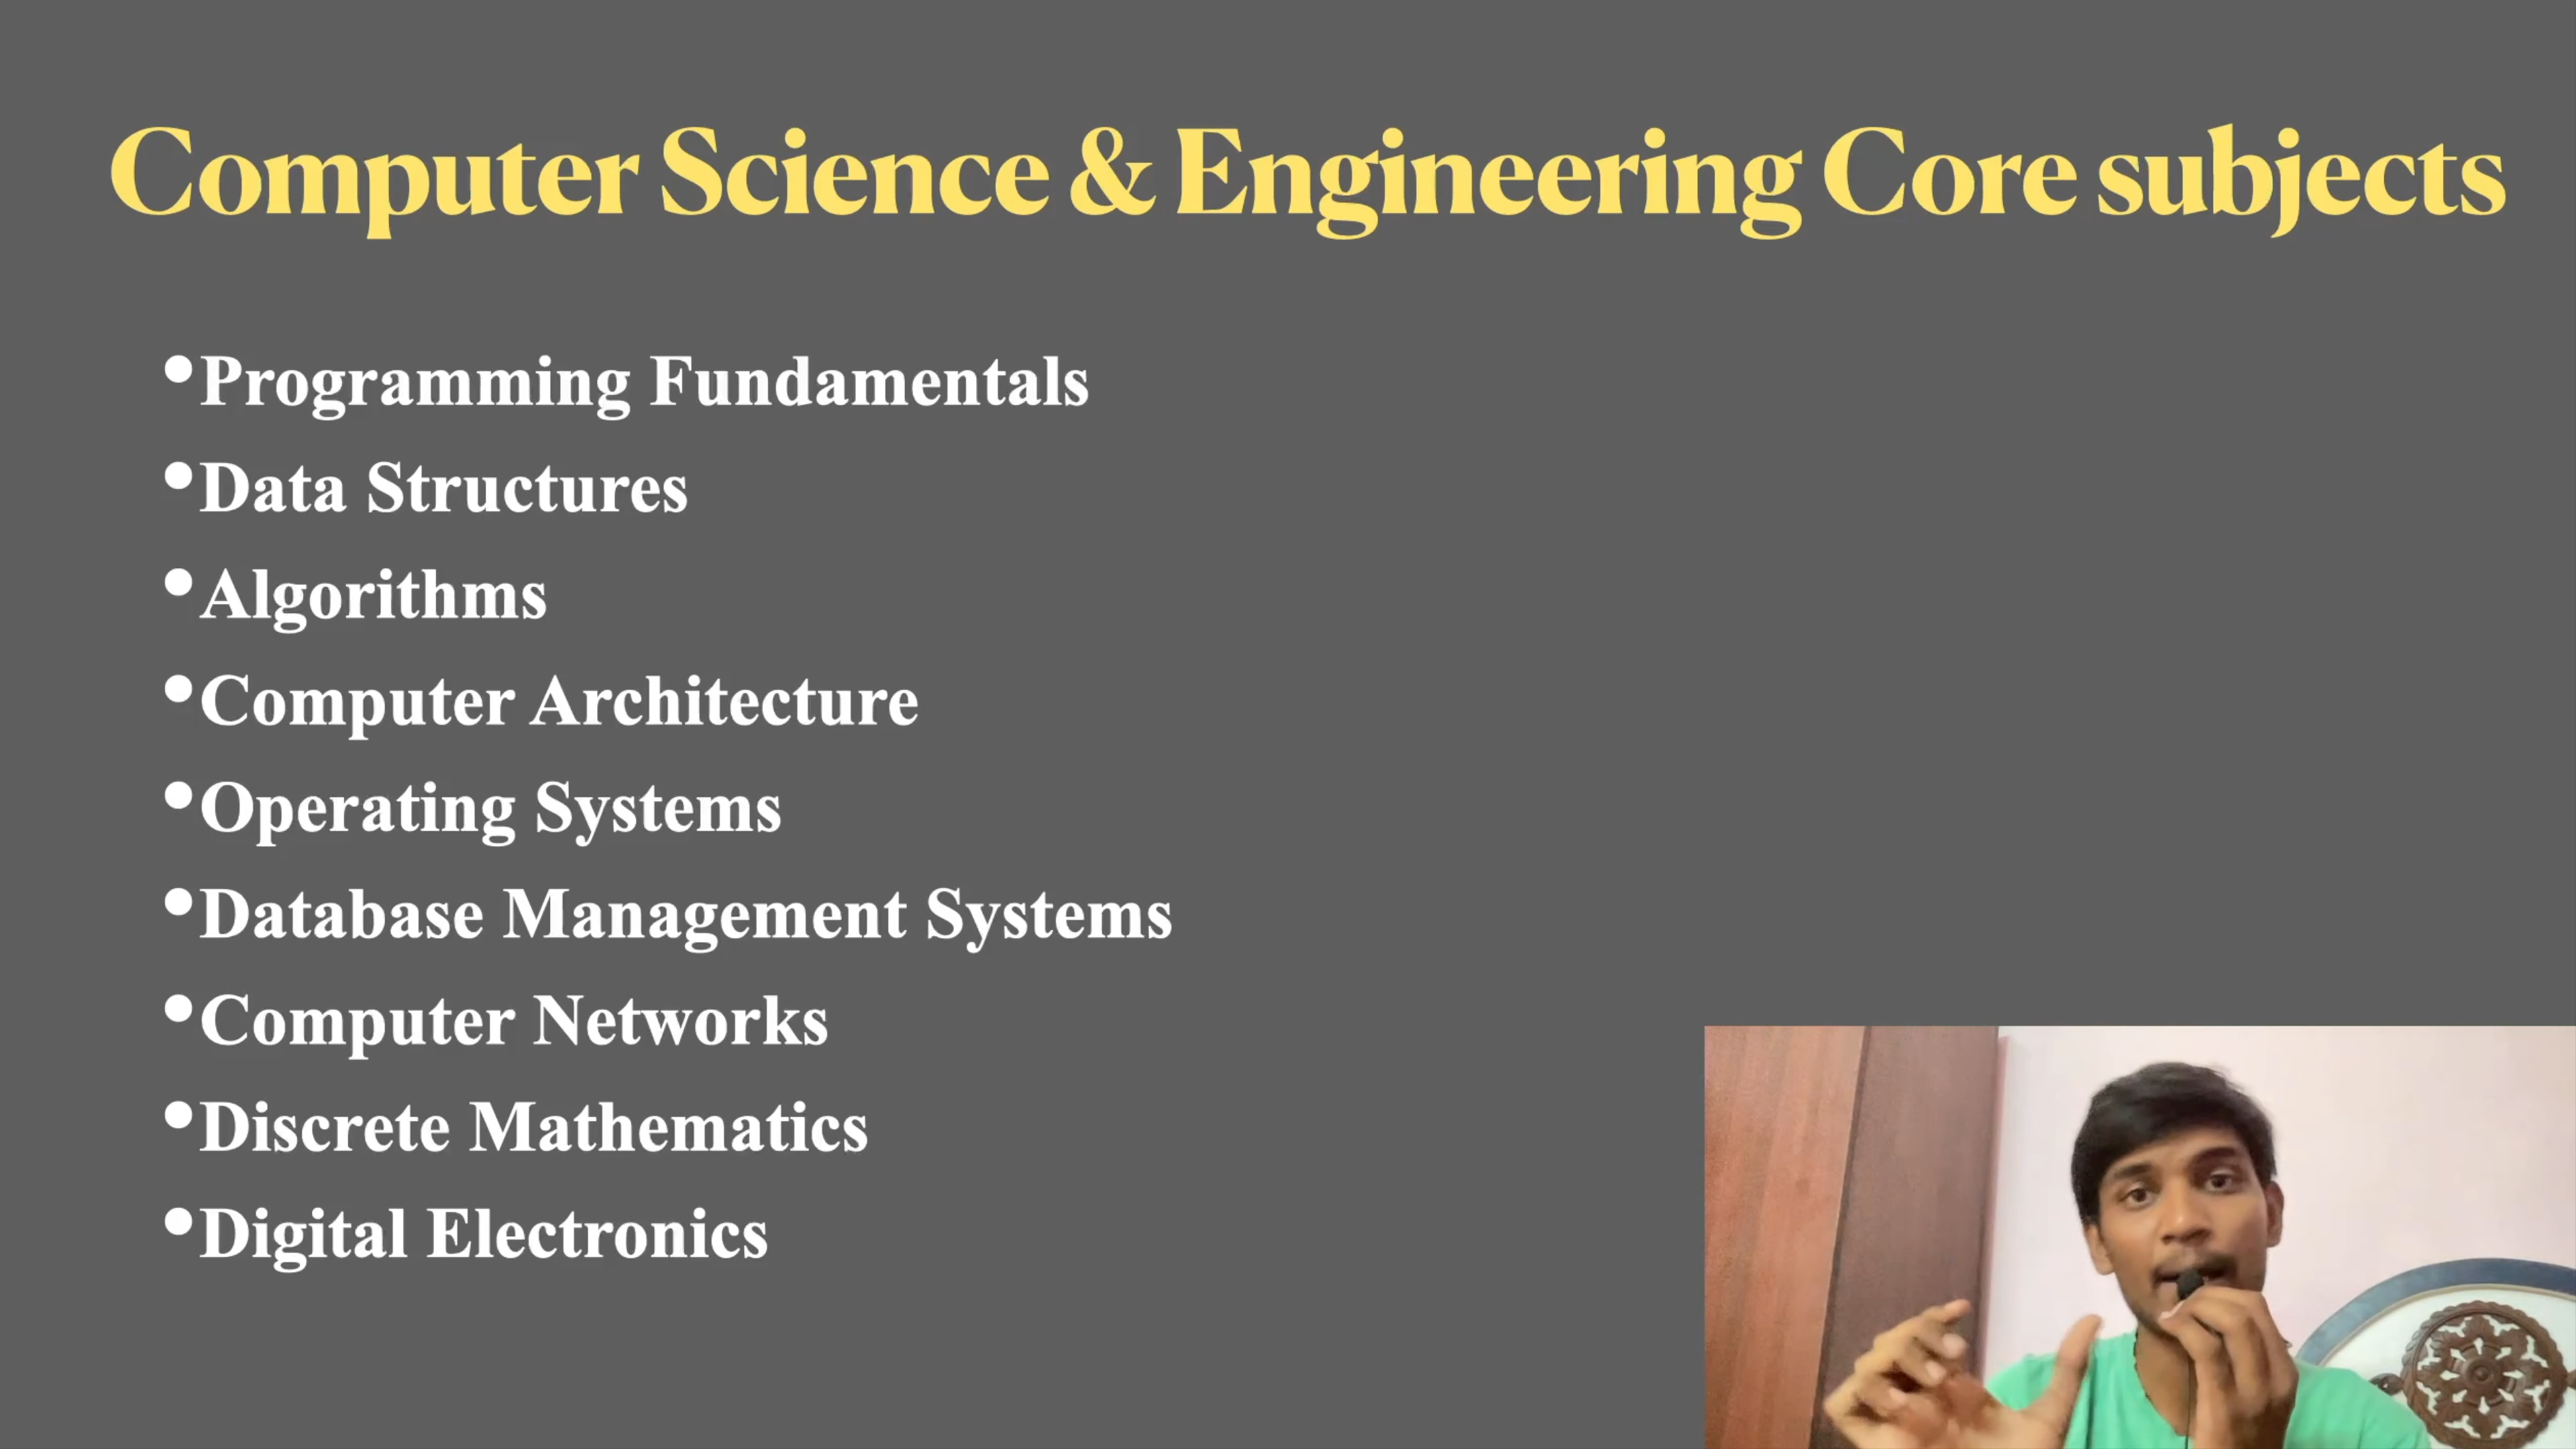 Computer Science & Engineering Core subjects
•Programming Fundamentals
•Data Structures
•Algorithms
•Computer Architecture
•Operating Systems
•Database Management Systems
•Computer Networks
•Discrete Mathematics
•Digital Electronics